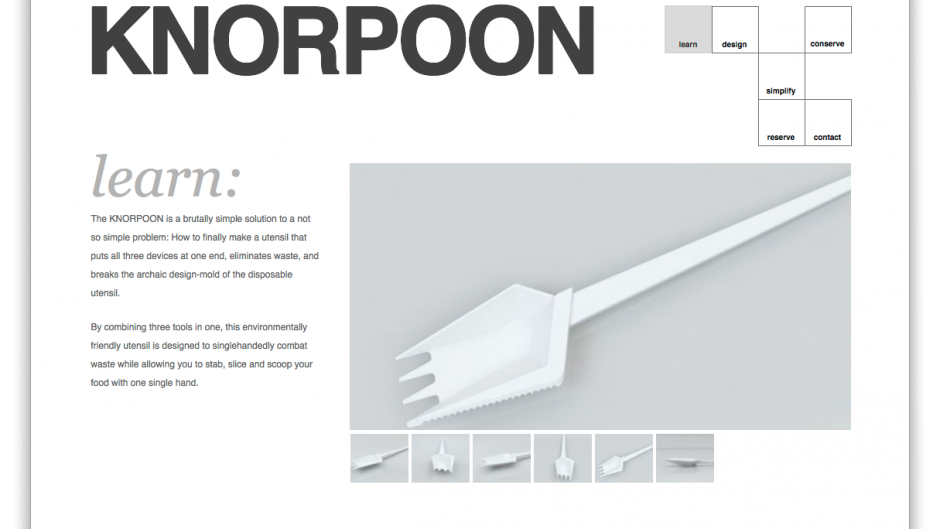 KNORPOON
learn design conserve
simplify
reserve contact
learn:
The KNORPOON is a brutally simple solution to a not
so simple problem: How to finally make a utensil that
puts all three devices at one end, eliminates waste, and
breaks the archaic design-mold of the disposable
utensil.
By combining three tools in one, this environmentally
friendly utensil is designed to singlehandedly combat
waste while allowing you to stab, slice and scoop your
food with one single hand.